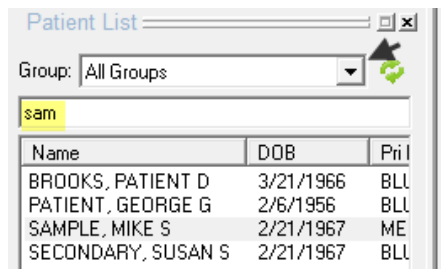 Patient List
Group: All Groups
sam
Name DOB Pri I
BROOKS, PATIENT D 3/21/1966 BLU
PATIENT, GEORGE G 2/6/1956 BLU
SAMPLE, MIKE S 2/21/1967 ME
SECONDARY, SUSAN S 2/21/1967 BLU